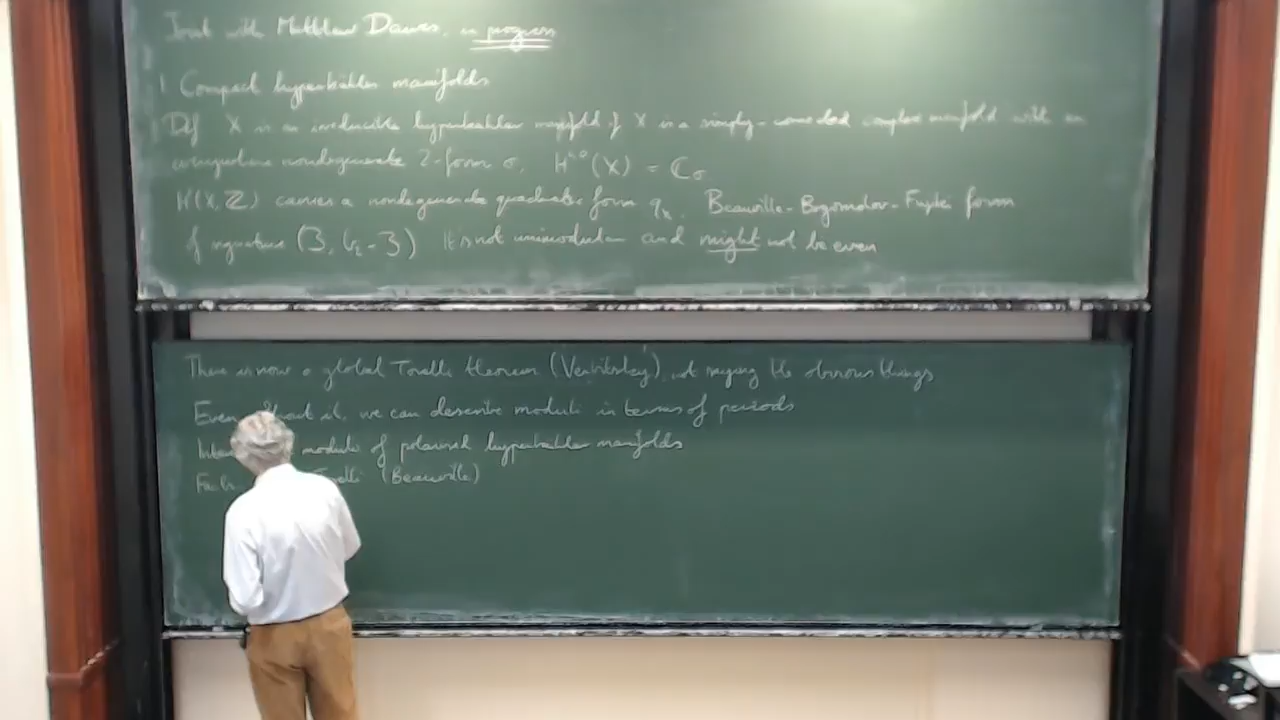 Joint with Matthew Dawes, in progress
1 Compact hyperkähler manifolds
Def X is an irreducible hyperkähler manifold if X is a simply-connected complex manifold with an
everywhere nondegenerate 2-form σ, H²,⁰(X) = ℂσ
H²(X, ℤ) carries a nondegenerate quadratic form q_X, Beauville-Bogomolov-Fujiki form
of signature (3, b₂-3) It's not unimodular and might not be even
There is now a global Torelli theorem (Verbitsky), not saying the obvious things
Even without it, we can describe moduli in terms of periods
moduli of polarised hyperkähler manifolds
Torelli (Beauville)